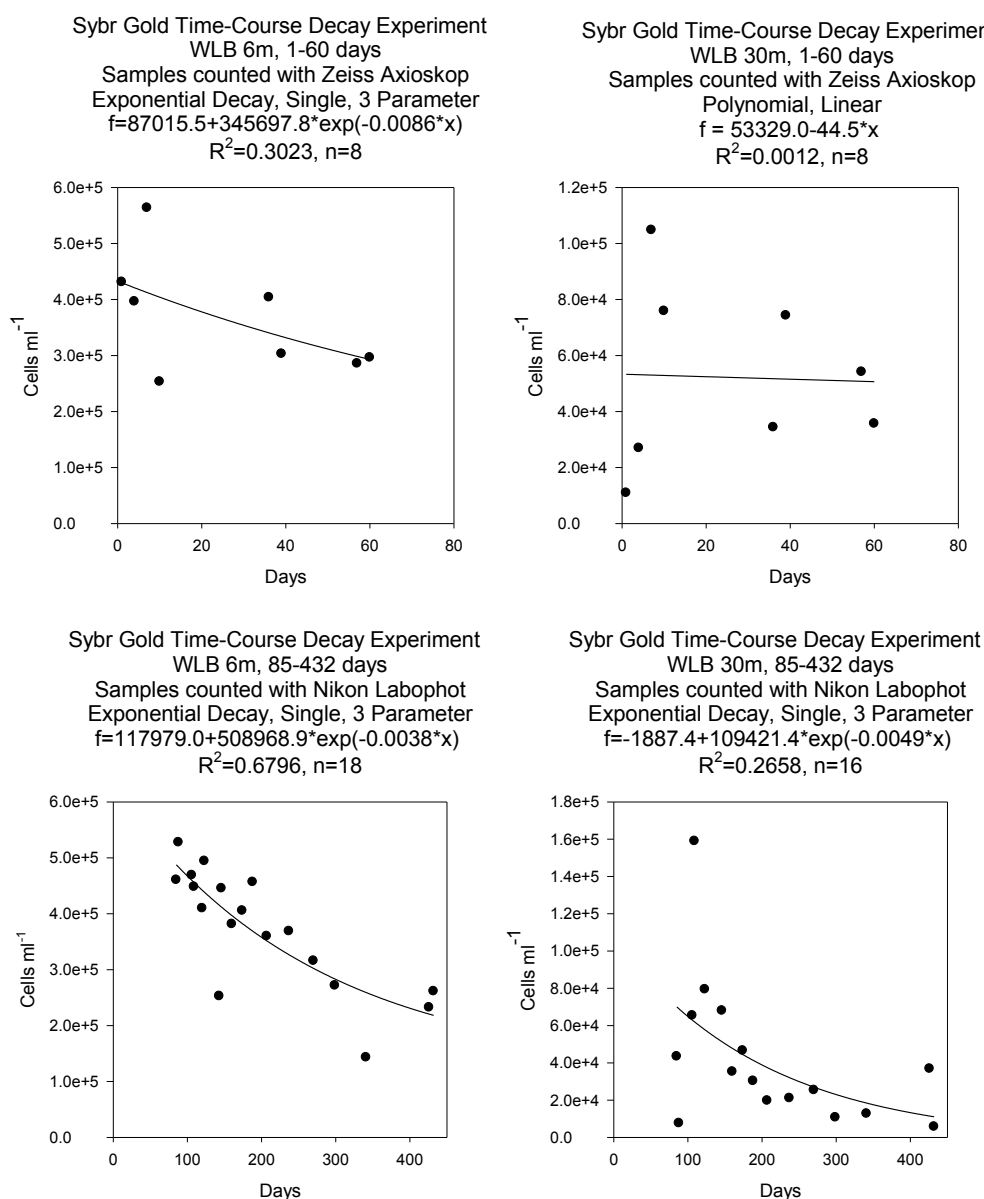 Sybr Gold Time-Course Decay Experiment
WLB 6m, 1-60 days
Samples counted with Zeiss Axioskop
Exponential Decay, Single, 3 Parameter
f=87015.5+345697.8*exp(-0.0086*x)
R²=0.3023, n=8
6.0e+5
5.0e+5
4.0e+5
3.0e+5
2.0e+5
1.0e+5
0.0
Cells ml⁻¹
0 20 40 60 80
Days
Sybr Gold Time-Course Decay Experimen
WLB 30m, 1-60 days
Samples counted with Zeiss Axioskop
Polynomial, Linear
f = 53329.0-44.5*x
R²=0.0012, n=8
1.2e+5
1.0e+5
8.0e+4
6.0e+4
4.0e+4
2.0e+4
0.0
Cells ml⁻¹
0 20 40 60 80
Days
Sybr Gold Time-Course Decay Experiment
WLB 6m, 85-432 days
Samples counted with Nikon Labophot
Exponential Decay, Single, 3 Parameter
f=117979.0+508968.9*exp(-0.0038*x)
R²=0.6796, n=18
6.0e+5
5.0e+5
4.0e+5
3.0e+5
2.0e+5
1.0e+5
0.0
Cells ml⁻¹
0 100 200 300 400
Days
Sybr Gold Time-Course Decay Experiment
WLB 30m, 85-432 days
Samples counted with Nikon Labophot
Exponential Decay, Single, 3 Parameter
f=-1887.4+109421.4*exp(-0.0049*x)
R²=0.2658, n=16
1.8e+5
1.6e+5
1.4e+5
1.2e+5
1.0e+5
8.0e+4
6.0e+4
4.0e+4
2.0e+4
0.0
Cells ml⁻¹
0 100 200 300 400
Days